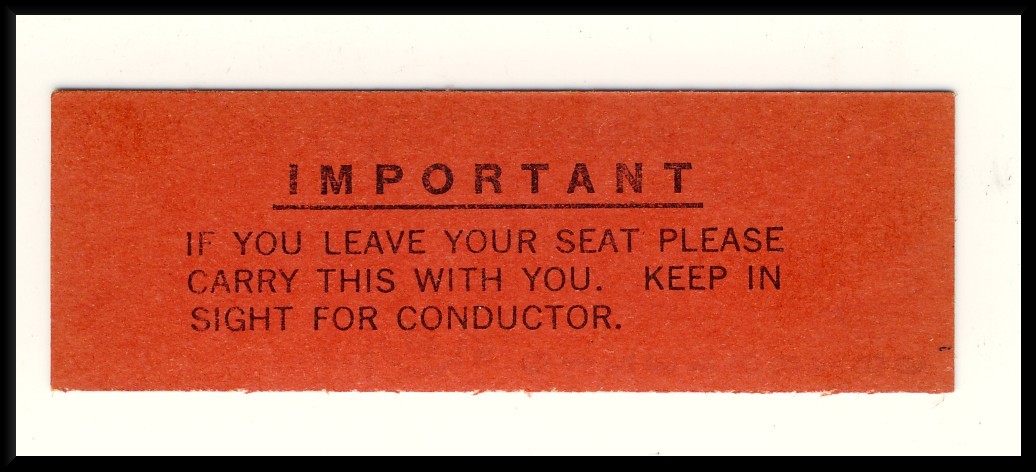 IMPORTANT
IF YOU LEAVE YOUR SEAT PLEASE
CARRY THIS WITH YOU. KEEP IN
SIGHT FOR CONDUCTOR.